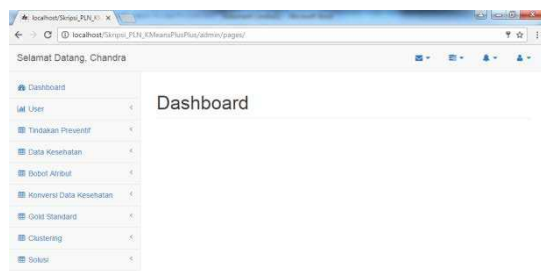 localhost/Skripsi_PLN_K
localhost/Skripsi_PLN_KMeansPlusPlus/admin/pages/
Selamat Datang, Chandra
Dashboard
User
Tindakan Preventif
Data Kesehatan
Bobot Atribut
Konversi Data Kesehatan
Gold Standard
Clustering
Solusi
Dashboard